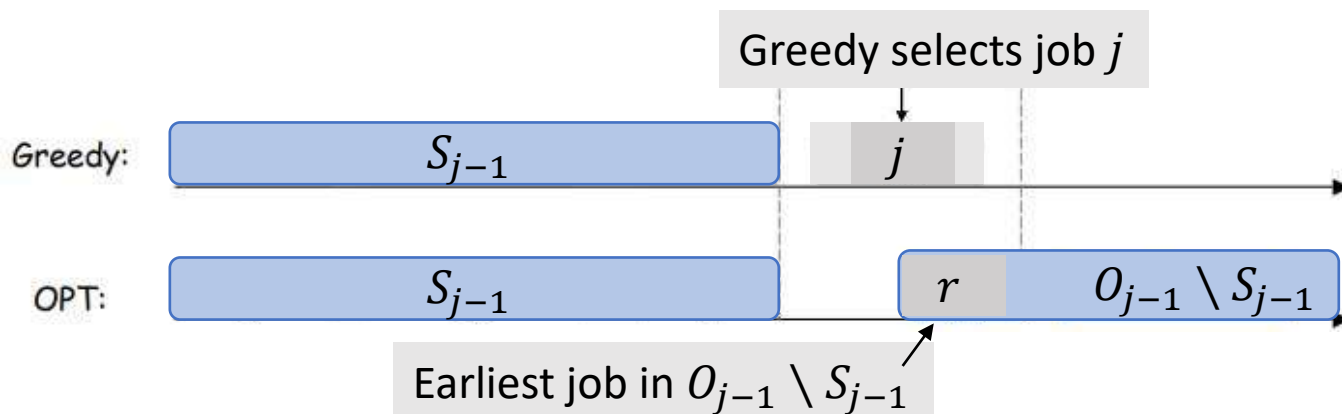 Greedy selects job j
Greedy: S_{j−1} j
OPT: S_{j−1} r O_{j−1} \ S_{j−1}
Earliest job in O_{j−1} \ S_{j−1}